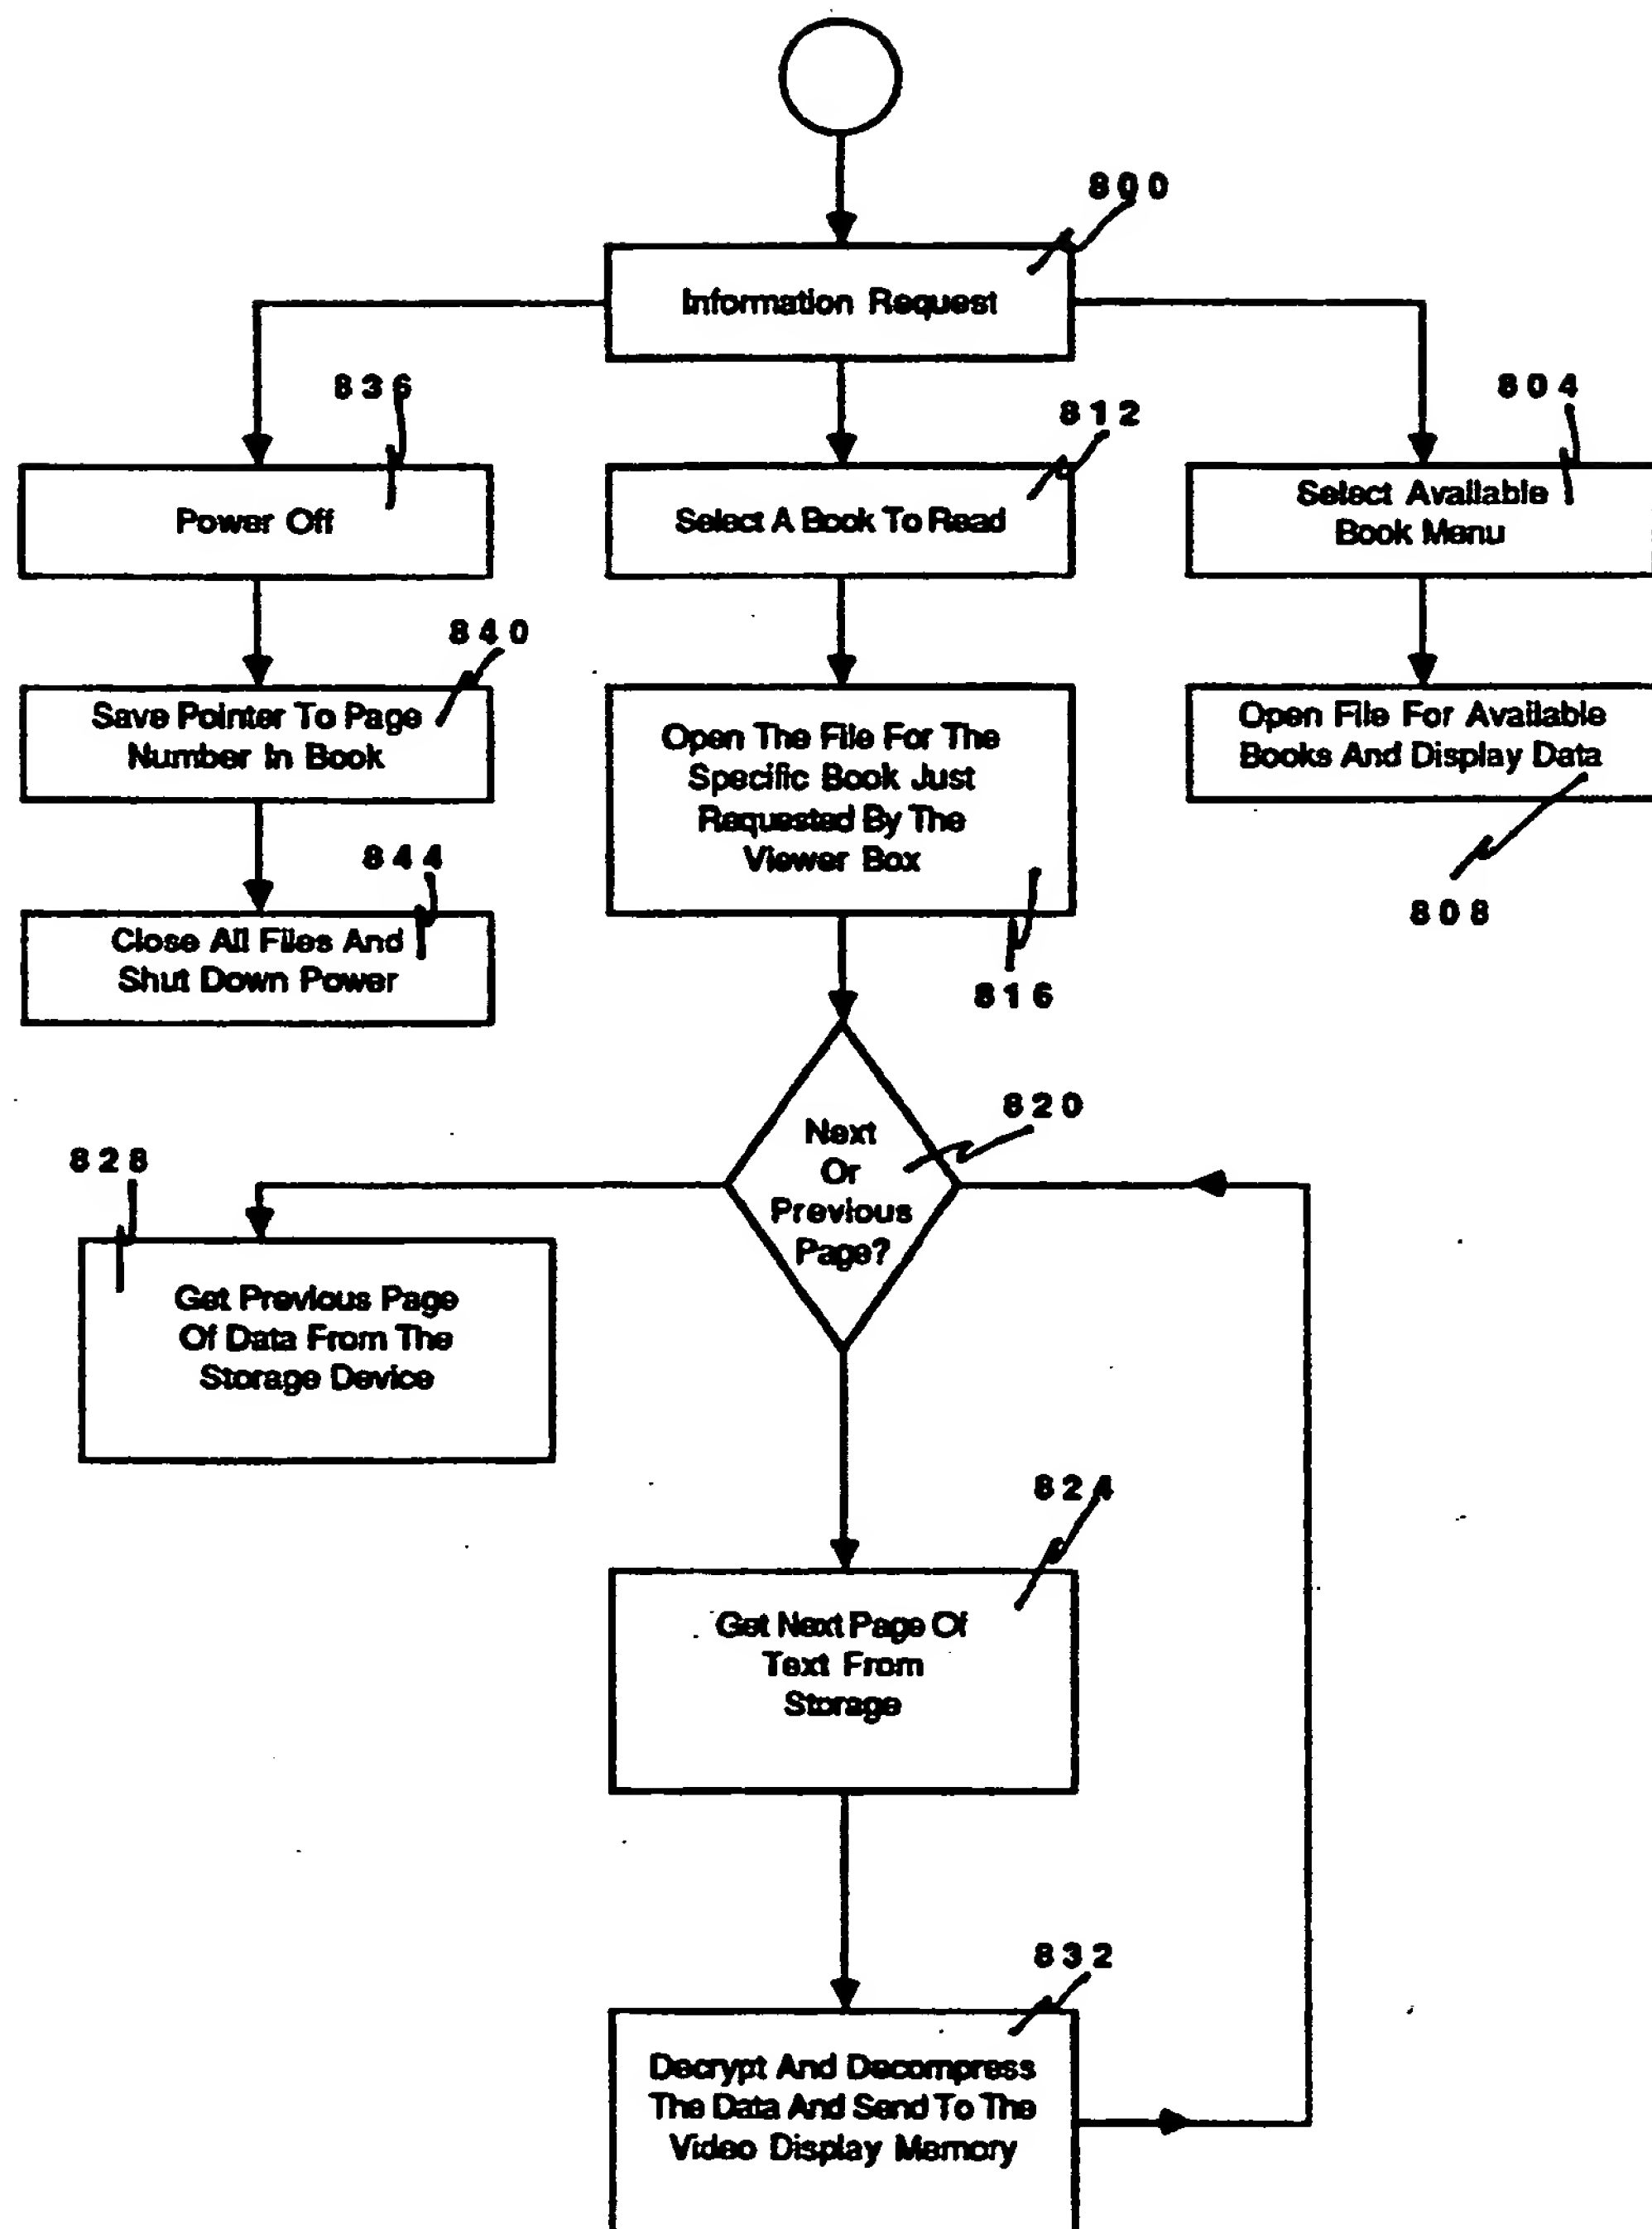 800
Information Request
836
812
804
Power Off
Select A Book To Read
Select Available
Book Menu
840
Save Pointer To Page
Number In Book
Open The File For The
Specific Book Just
Requested By The
Viewer Box
Open File For Available
Books And Display Data
844
808
Close All Files And
Shut Down Power
816
820
Next
Or
Previous
Page?
828
Get Previous Page
Of Data From The
Storage Device
824
Get Next Page Of
Text From
Storage
832
Decrypt And Decompress
The Data And Send To The
Video Display Memory